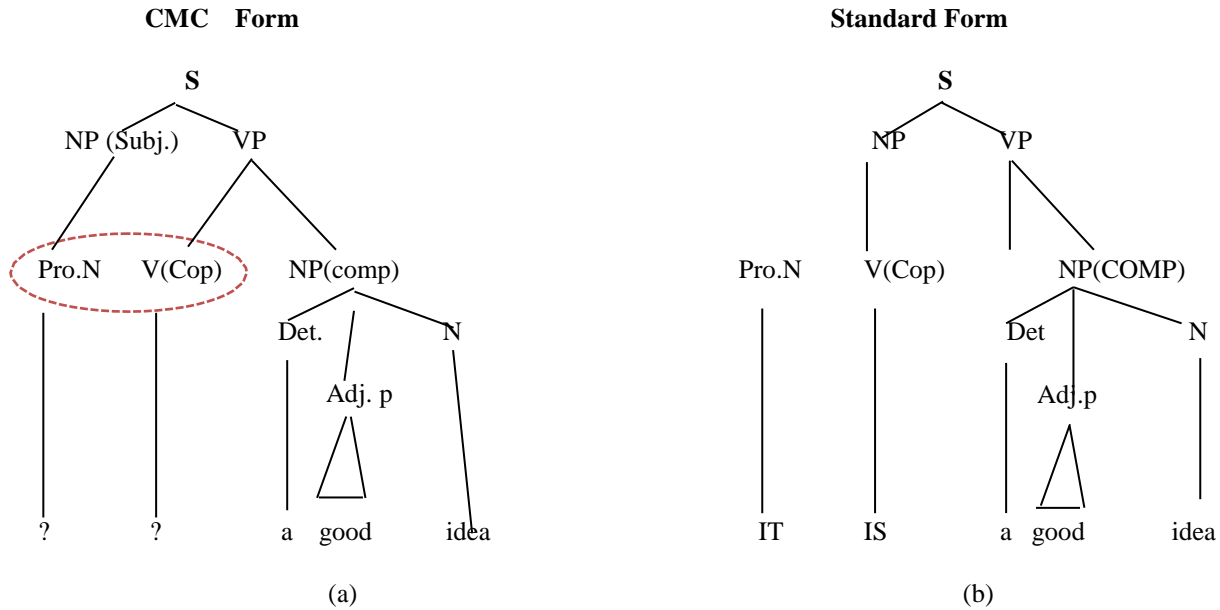 CMC Form Standard Form
S S
NP (Subj.) VP NP VP
Pro.N V(Cop) NP(comp) Pro.N V(Cop) NP(COMP)
Det. N Det N
Adj. p Adj.p
? ? a good idea IT IS a good idea
(a) (b)